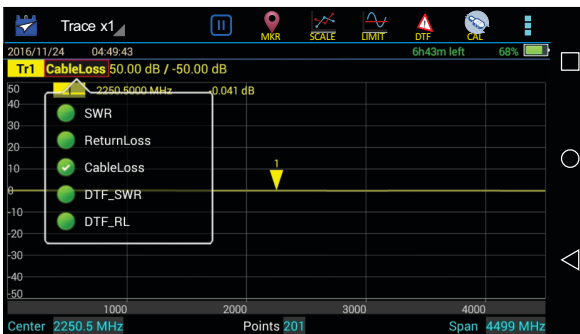 Trace x1
MKR
SCALE
LIMIT
DTF
CAL
2016/11/24 04:49:43 6h43m left 68%
Tr1 CableLoss 50.00 dB / -50.00 dB
50
1 2250.5000 MHz -0.041 dB
40
SWR
30
ReturnLoss
20
CableLoss
10
1
0
DTF_SWR
-10
DTF_RL
-20
-30
-40
-50
1000 2000 3000 4000
Center 2250.5 MHz Points 201 Span 4499 MHz